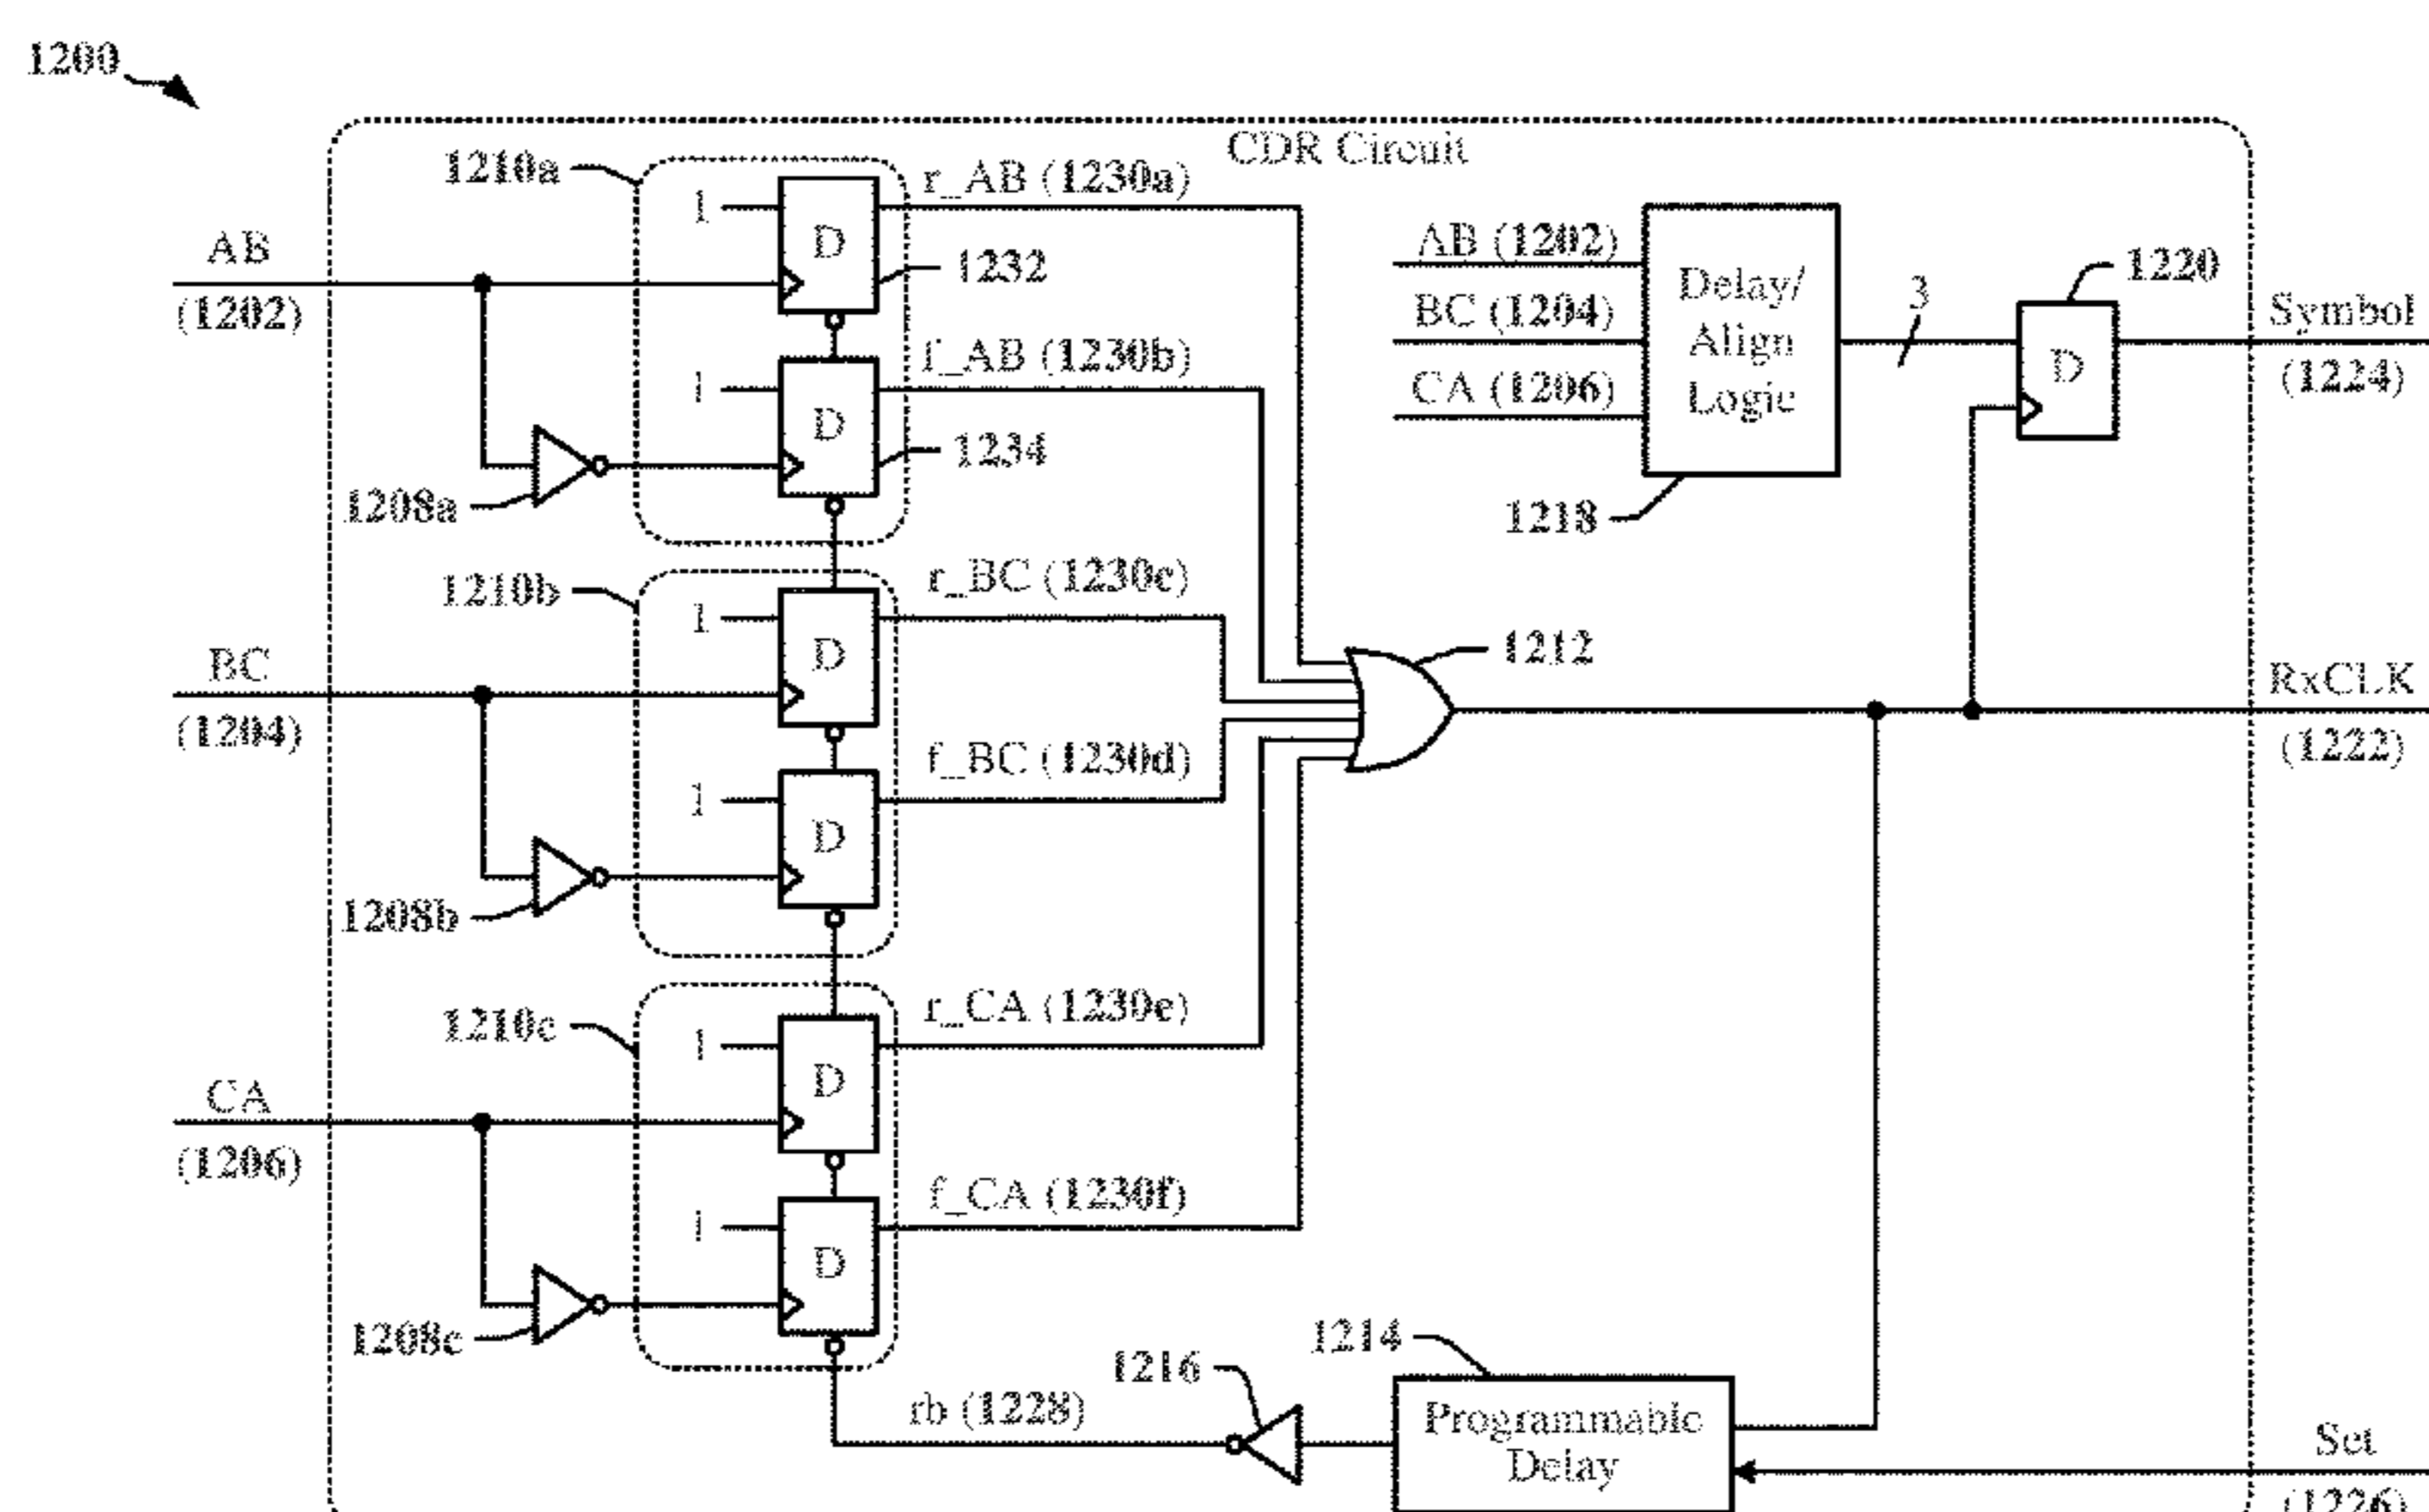 1200
CDR Circuit
1210a
1
D
r_AB (1230a)
1232
AB
(1202)
1
D
f_AB (1230b)
1234
1208a
AB (1202)
BC (1204)
CA (1206)
Delay/
Align
Logic
1218
3
D
1220
Symbol
(1224)
1210b
1
D
r_BC (1230c)
BC
(1204)
1
D
f_BC (1230d)
1208b
1212
RxCLK
(1222)
1210c
1
D
r_CA (1230e)
CA
(1206)
1
D
f_CA (1230f)
1208c
rb (1228)
1216
1214
Programmable
Delay
Set
(1226)